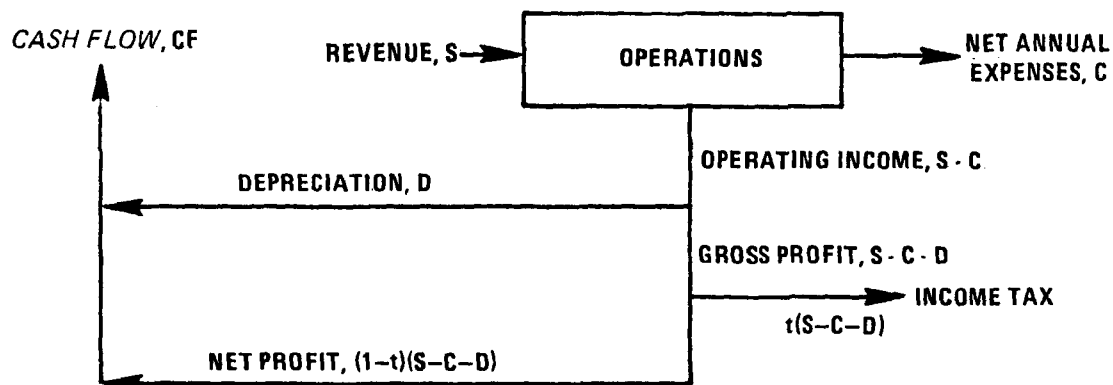 CASH FLOW, CF
REVENUE, S
OPERATIONS
NET ANNUAL
EXPENSES, C
OPERATING INCOME, S - C
DEPRECIATION, D
GROSS PROFIT, S - C - D
INCOME TAX
t(S–C–D)
NET PROFIT, (1–t)(S–C–D)